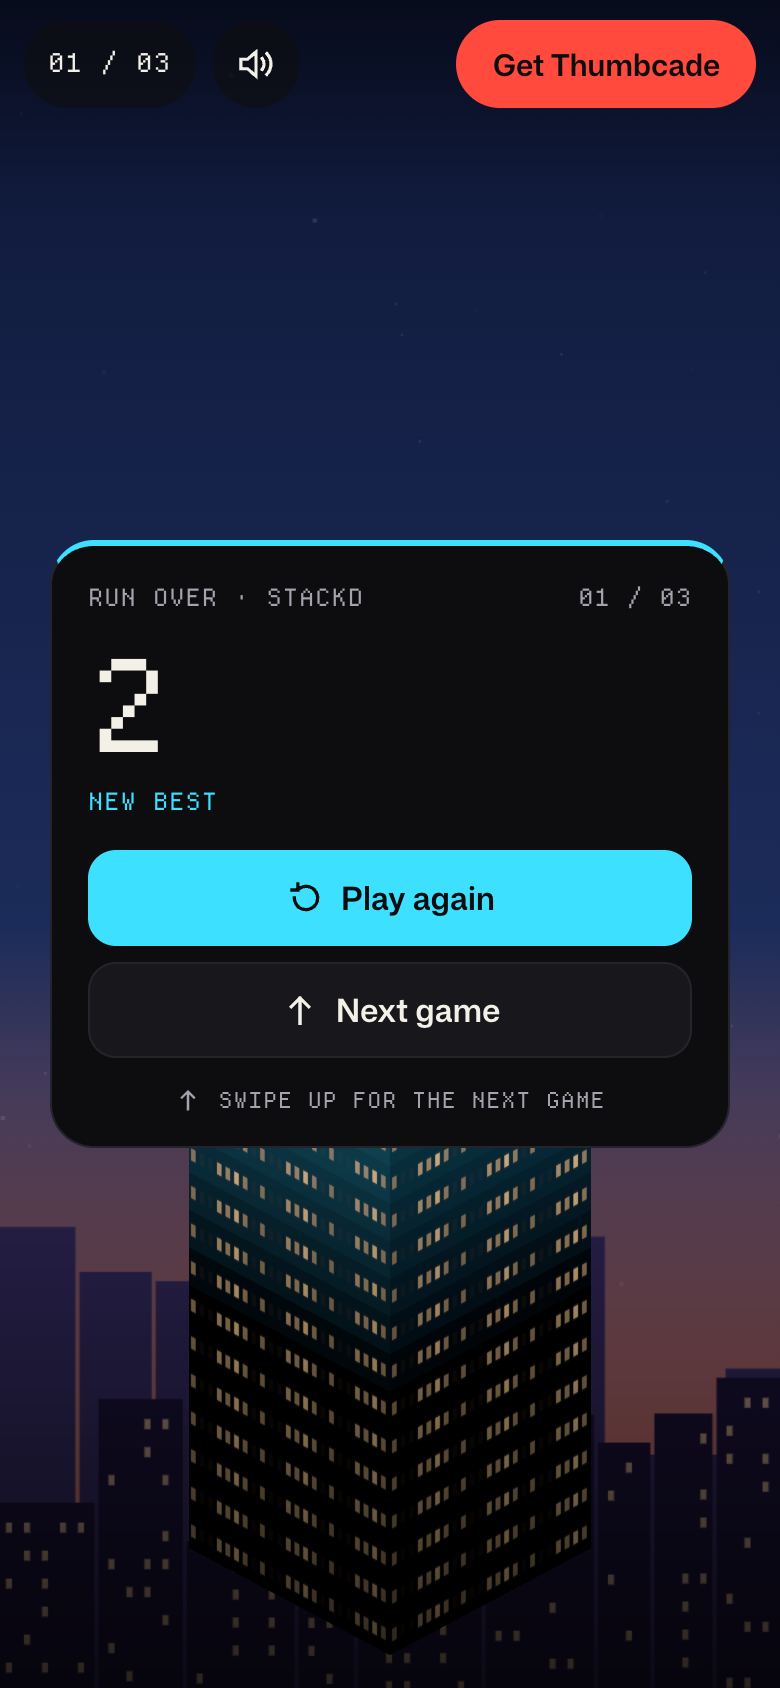 01 / 03
Get Thumbcade
RUN OVER · STACKD 01 / 03
2
NEW BEST
Play again
↑ Next game
↑ SWIPE UP FOR THE NEXT GAME